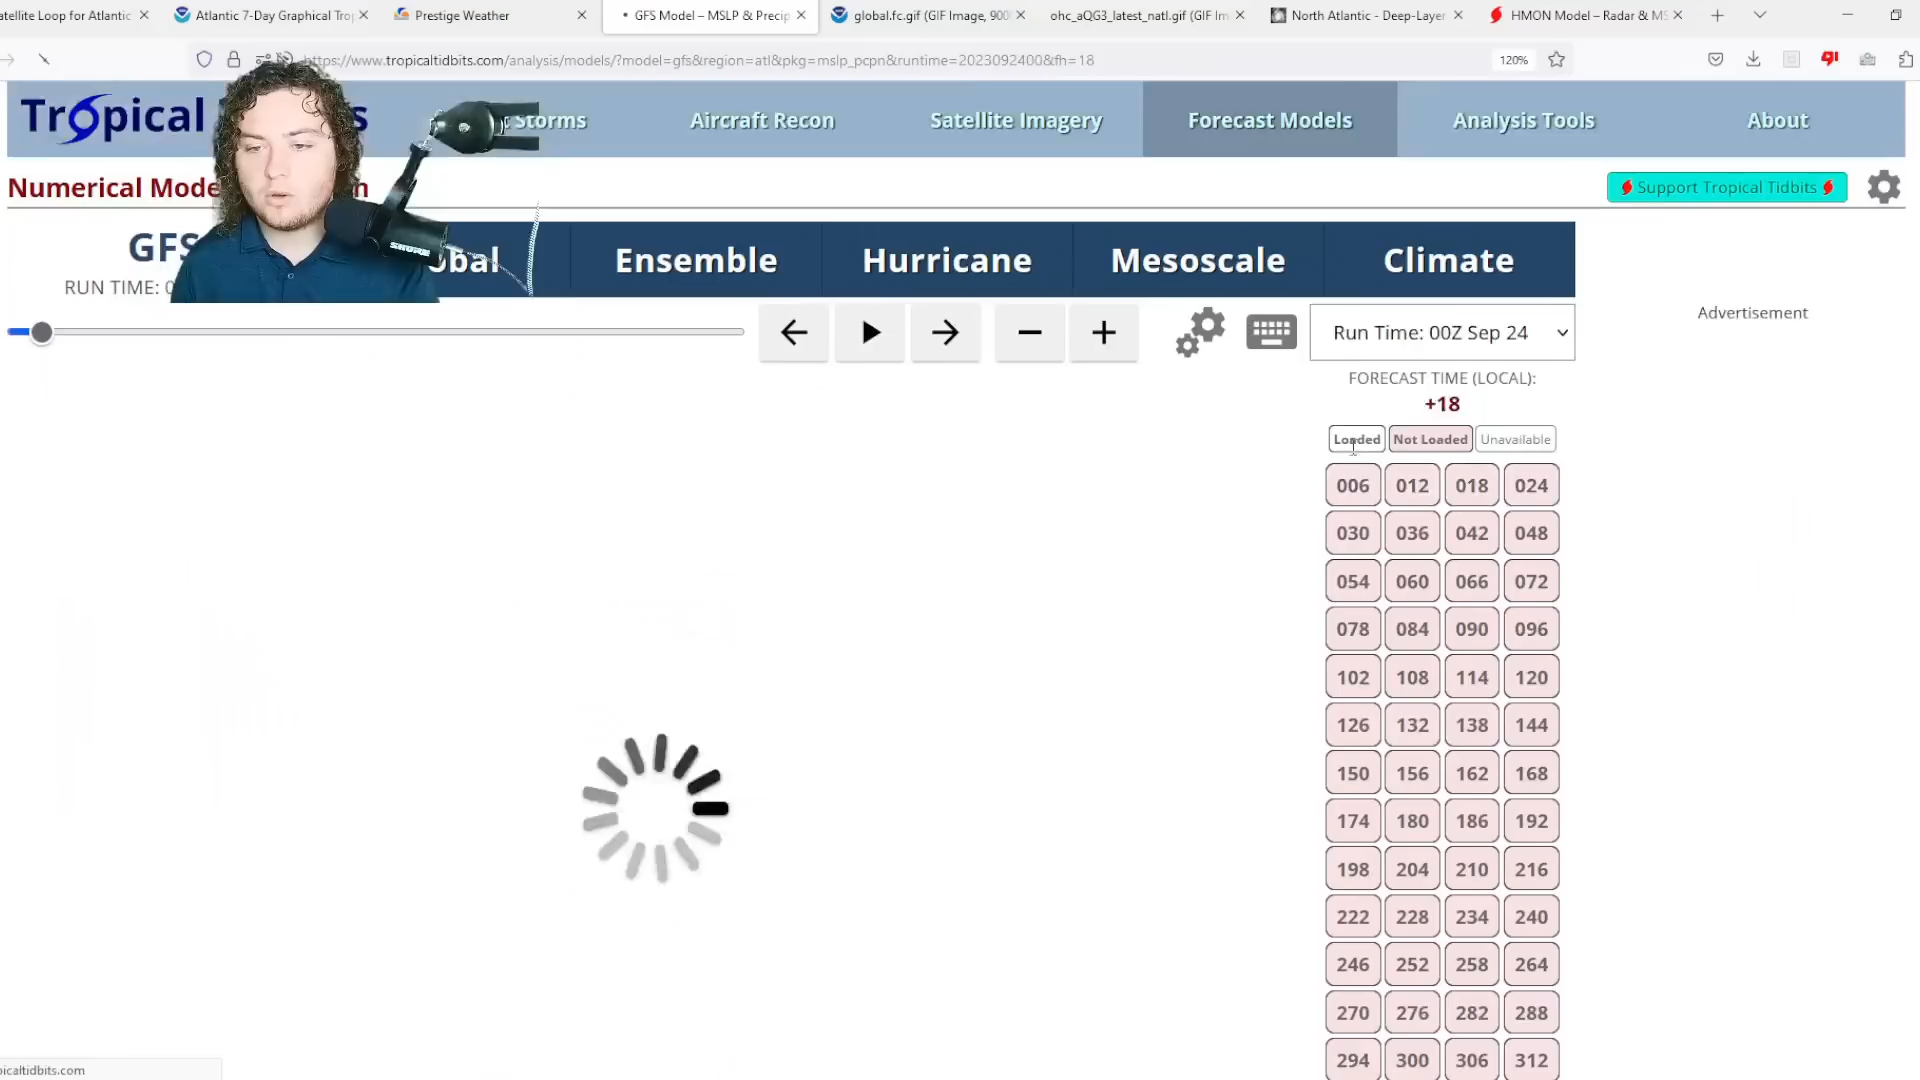 atellite Loop for Atlantic
Atlantic 7-Day Graphical Tro
Prestige Weather
GFS Model – MSLP & Precip
global.fc.gif (GIF Image, 900
ohc_aQG3_latest_natl.gif (GIF Im
North Atlantic - Deep-Layer
HMON Model – Radar & MS
https://www.tropicaltidbits.com/analysis/models/?model=gfs&region=atl&pkg=mslp_pcpn&runtime=2023092400&fh=18
120%
Tropical s
Storms
Aircraft Recon
Satellite Imagery
Forecast Models
Analysis Tools
About
Numerical Mode n
Support Tropical Tidbits
GFS
RUN TIME: 0
obal
Ensemble
Hurricane
Mesoscale
Climate
Run Time: 00Z Sep 24
Advertisement
FORECAST TIME (LOCAL):
+18
Loaded Not Loaded Unavailable
006 012 018 024
030 036 042 048
054 060 066 072
078 084 090 096
102 108 114 120
126 132 138 144
150 156 162 168
174 180 186 192
198 204 210 216
222 228 234 240
246 252 258 264
270 276 282 288
294 300 306 312
SHURE
picaltidbits.com